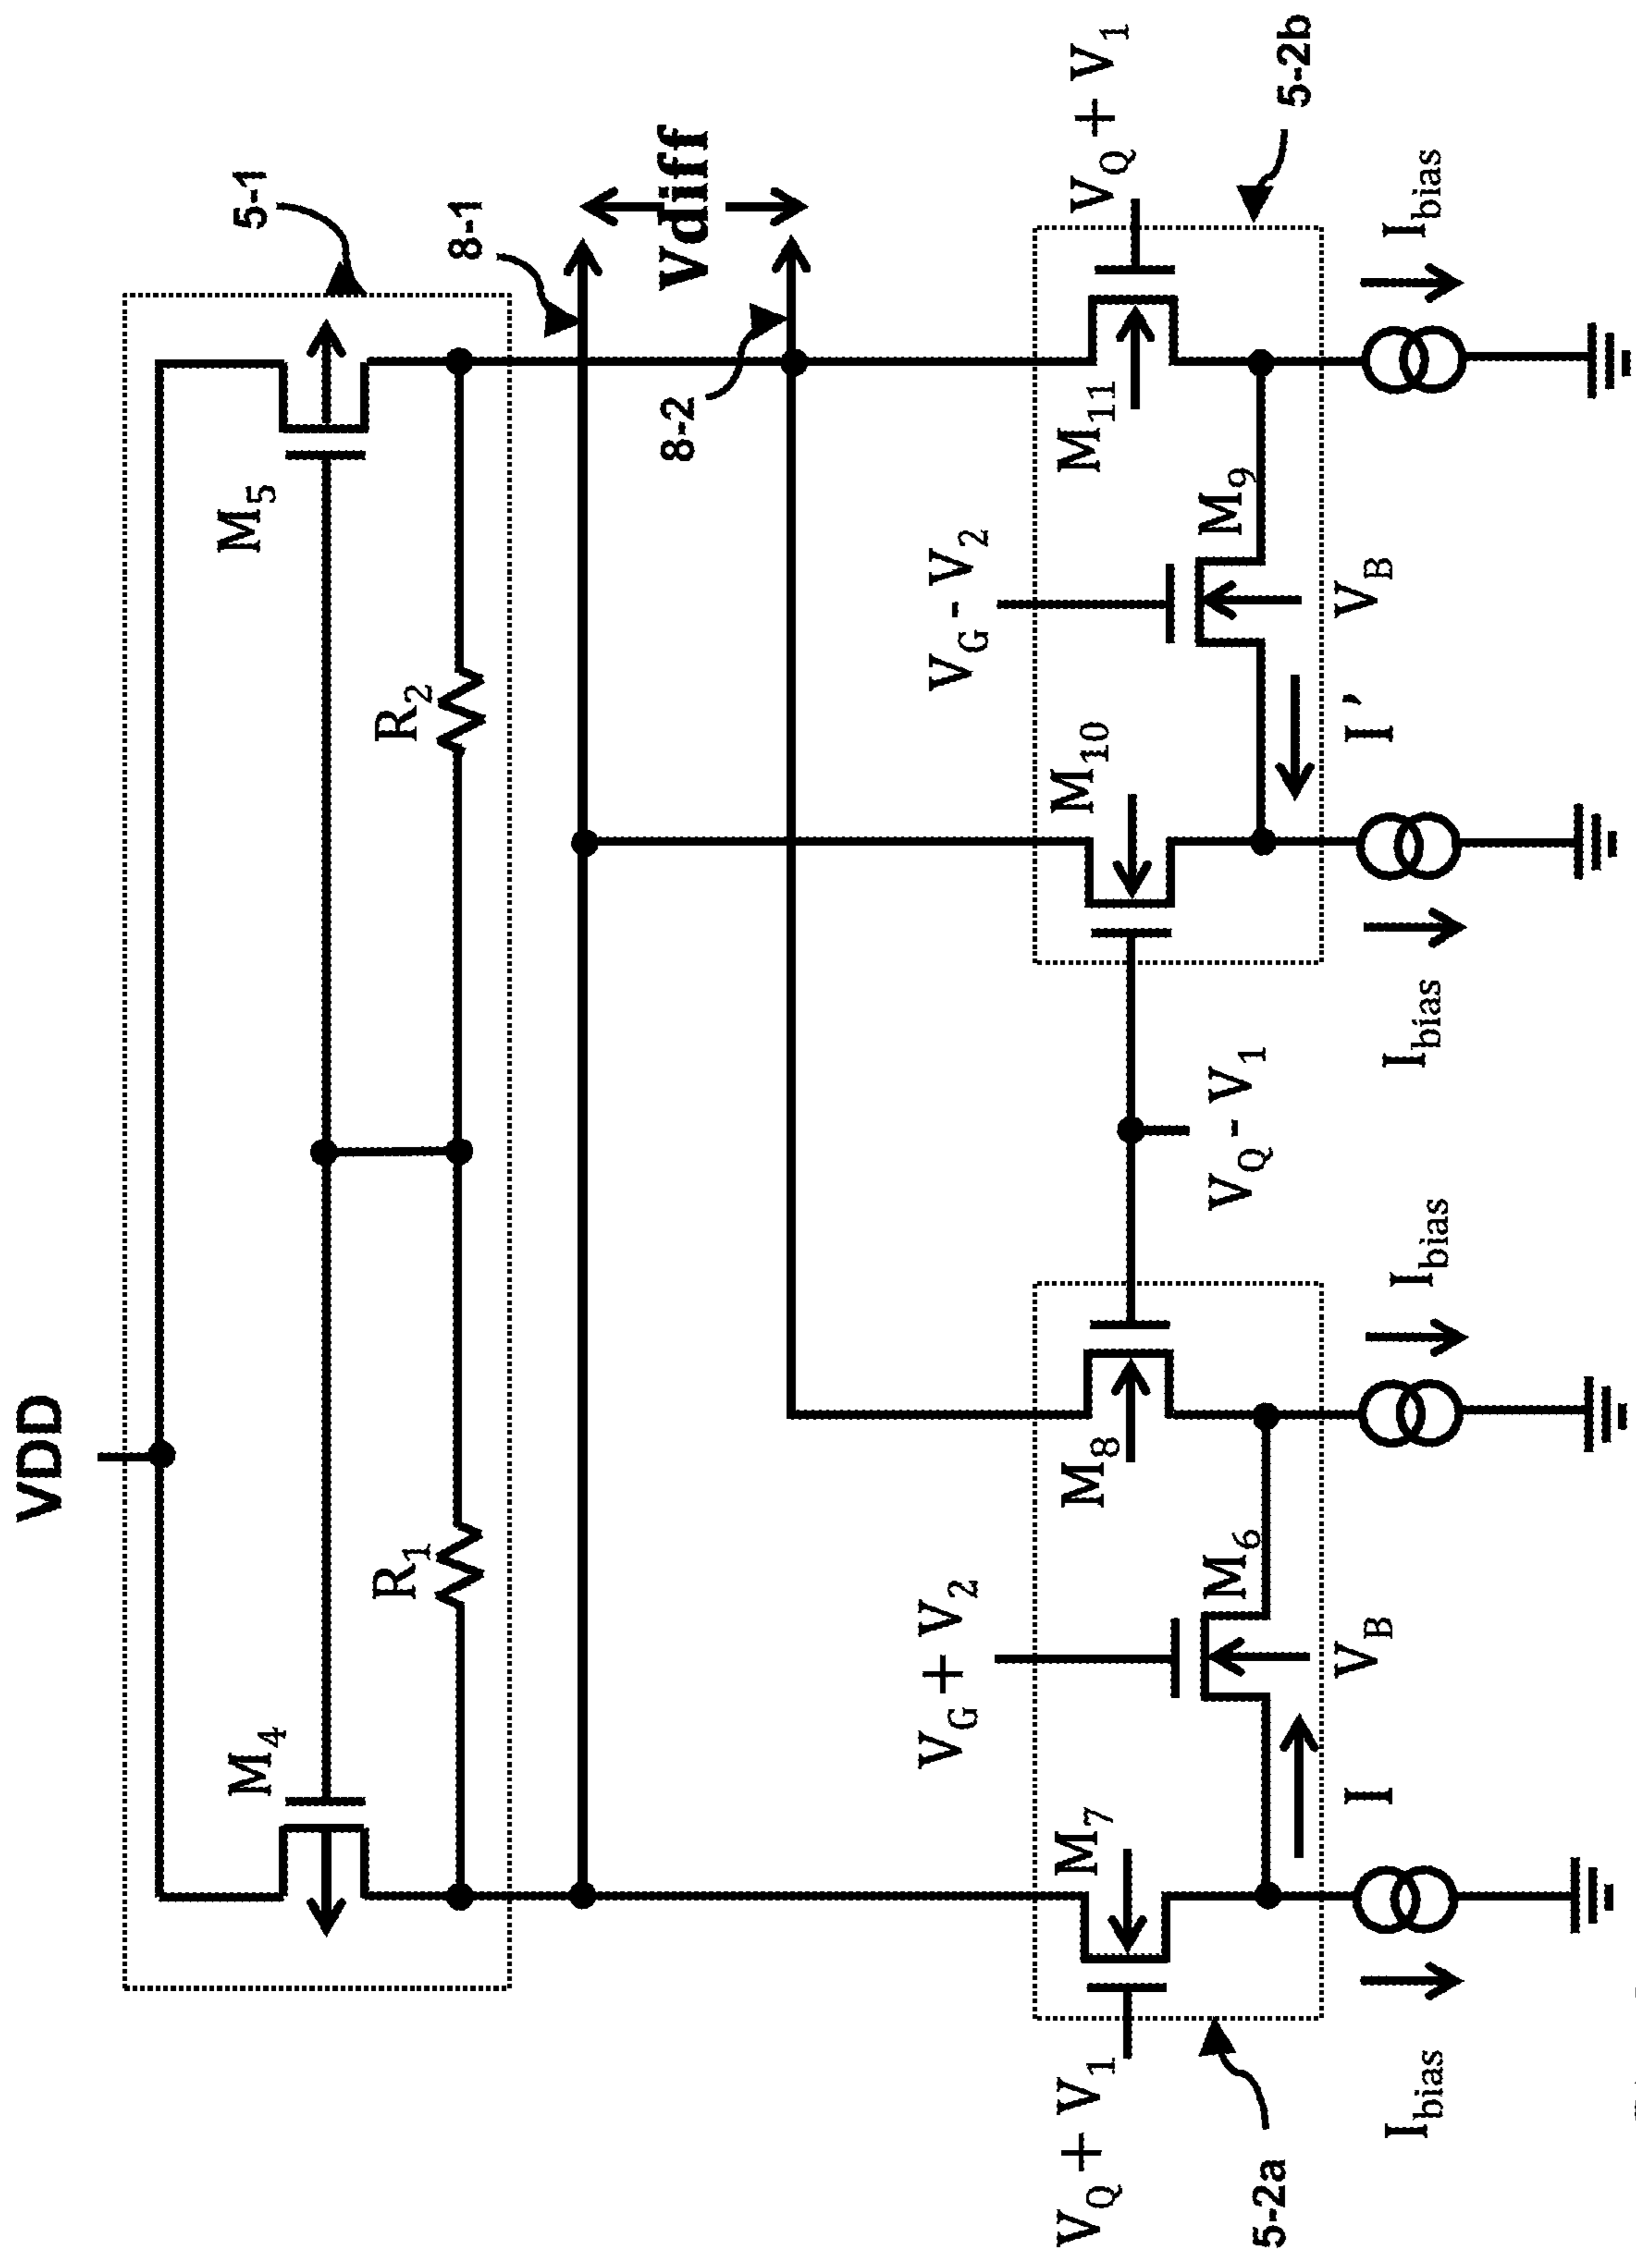 VDD
5-1
M4
M5
R1
R2
8-1
Vdiff
8-2
VG + V2
VG - V2
VQ + V1
M7
M8
M10
M11
VQ + V1
M6
M9
VQ - V1
5-2a
5-2b
I
VB
I'
VB
Ibias
Ibias
Ibias
Ibias